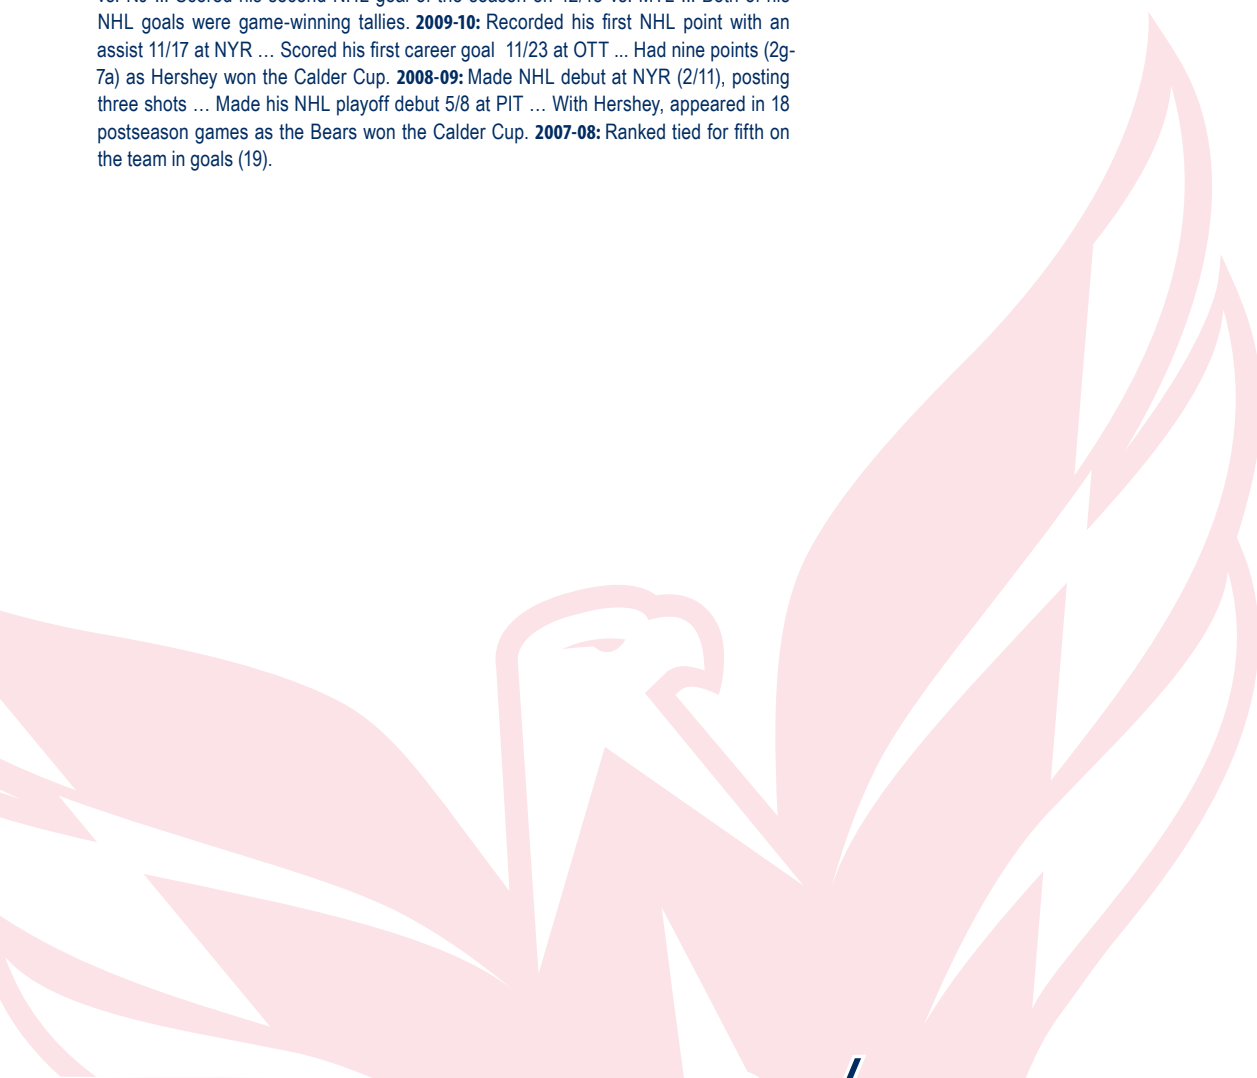 NHL goals were game-winning tallies. 2009-10: Recorded his first NHL point with an
assist 11/17 at NYR … Scored his first career goal 11/23 at OTT ... Had nine points (2g-
7a) as Hershey won the Calder Cup. 2008-09: Made NHL debut at NYR (2/11), posting
three shots … Made his NHL playoff debut 5/8 at PIT … With Hershey, appeared in 18
postseason games as the Bears won the Calder Cup. 2007-08: Ranked tied for fifth on
the team in goals (19).